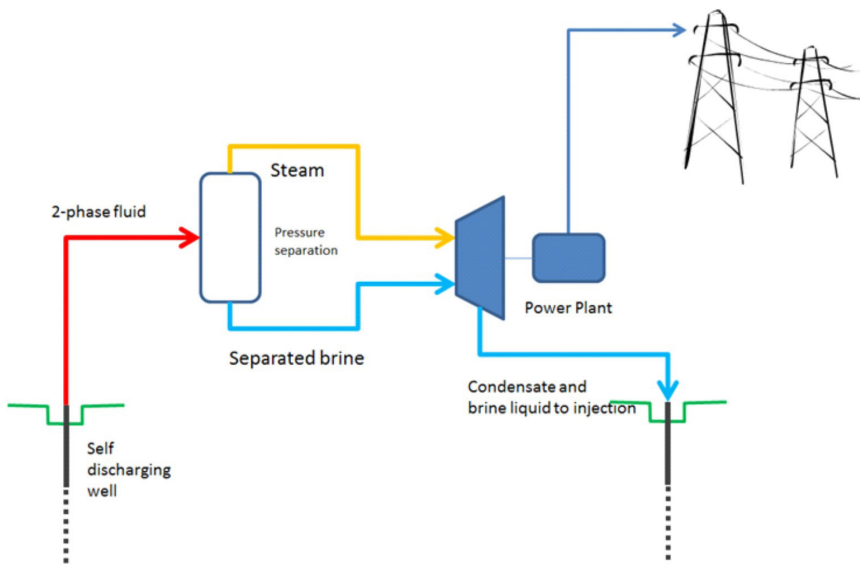 Steam
2-phase fluid
Pressure
separation
Power Plant
Separated brine
Condensate and
brine liquid to injection
Self
discharging
well